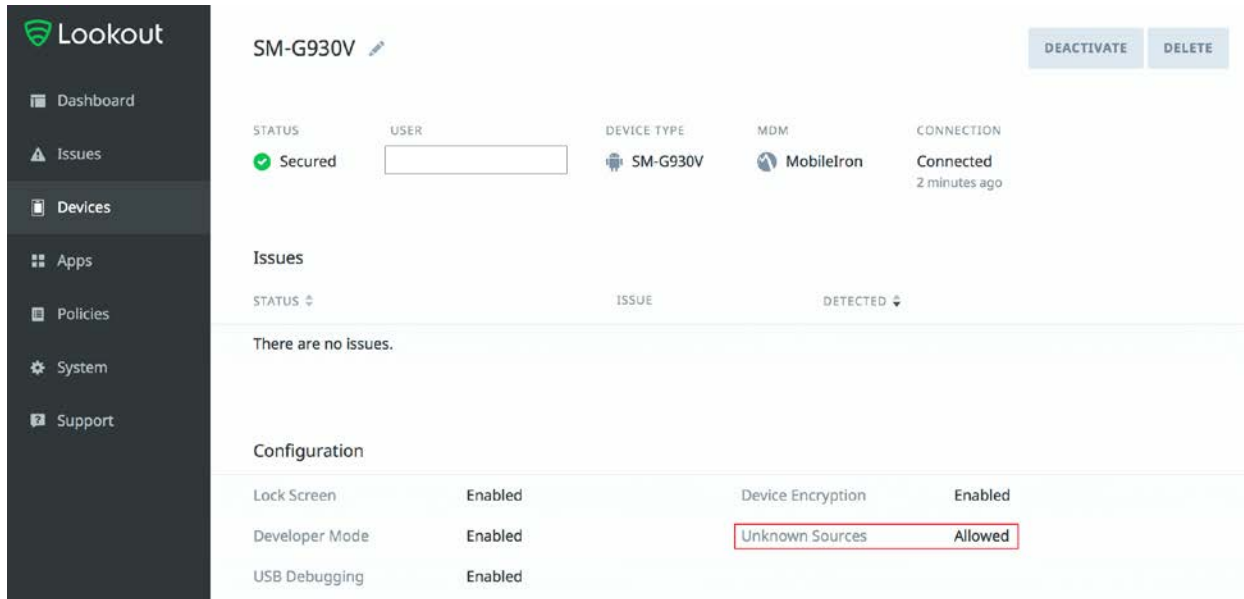 Lookout
Dashboard
Issues
Devices
Apps
Policies
System
Support
SM-G930V
DEACTIVATE DELETE
STATUS USER DEVICE TYPE MDM CONNECTION
Secured SM-G930V MobileIron Connected
2 minutes ago
Issues
STATUS ISSUE DETECTED
There are no issues.
Configuration
Lock Screen Enabled Device Encryption Enabled
Developer Mode Enabled Unknown Sources Allowed
USB Debugging Enabled